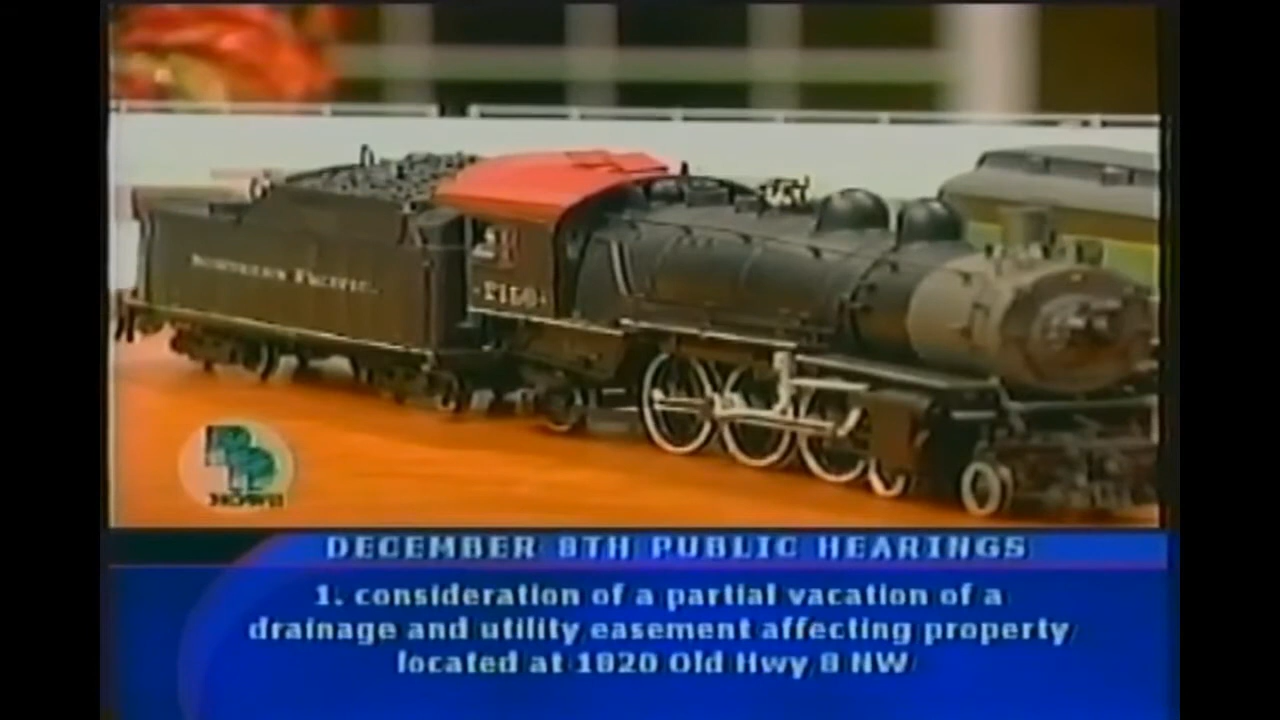 NORTHERN PACIFIC
DECEMBER 8TH PUBLIC HEARINGS
1. consideration of a partial vacation of a
drainage and utility easement affecting property
located at 1820 Old Hwy 8 NW